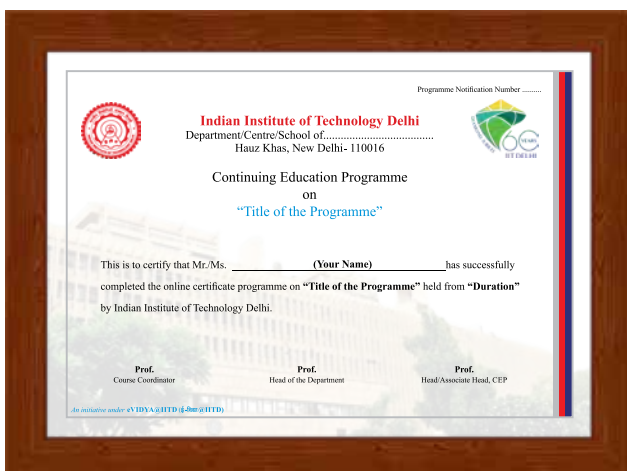 Programme Notification Number ..........
Indian Institute of Technology Delhi
Department/Centre/School of......................................
Hauz Khas, New Delhi- 110016
IIT DELHI
Continuing Education Programme
on
“Title of the Programme”
This is to certify that Mr./Ms. (Your Name) has successfully
completed the online certificate programme on “Title of the Programme” held from “Duration”
by Indian Institute of Technology Delhi.
Prof.
Course Coordinator
Prof.
Head of the Department
Prof.
Head/Associate Head, CEP
An initiative under eVIDYA@IITD (ई-विद्या@IITD)